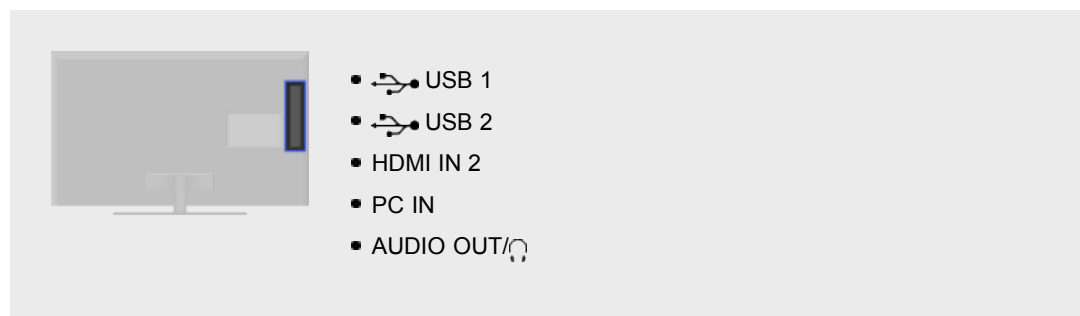 USB 1
USB 2
HDMI IN 2
PC IN
AUDIO OUT/